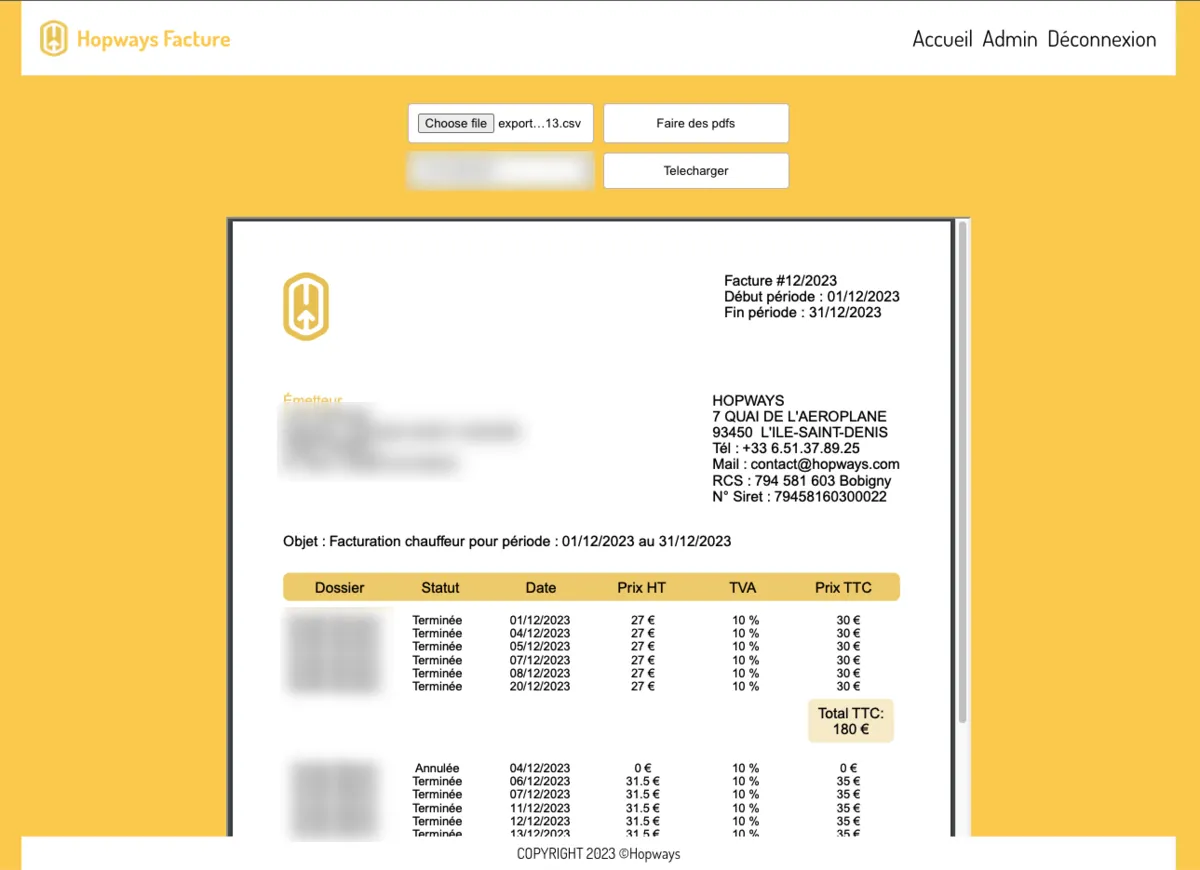 Hopways Facture
Accueil Admin Déconnexion
Choose file export…13.csv
Faire des pdfs
Telecharger
Facture #12/2023
Début période : 01/12/2023
Fin période : 31/12/2023
Émetteur
HOPWAYS
7 QUAI DE L'AEROPLANE
93450 L'ILE-SAINT-DENIS
Tél : +33 6.51.37.89.25
Mail : contact@hopways.com
RCS : 794 581 603 Bobigny
N° Siret : 79458160300022
Objet : Facturation chauffeur pour période : 01/12/2023 au 31/12/2023
Dossier Statut Date Prix HT TVA Prix TTC
Terminée 01/12/2023 27 € 10 % 30 €
Terminée 04/12/2023 27 € 10 % 30 €
Terminée 05/12/2023 27 € 10 % 30 €
Terminée 07/12/2023 27 € 10 % 30 €
Terminée 08/12/2023 27 € 10 % 30 €
Terminée 20/12/2023 27 € 10 % 30 €
Total TTC:
180 €
Annulée 04/12/2023 0 € 10 % 0 €
Terminée 06/12/2023 31.5 € 10 % 35 €
Terminée 07/12/2023 31.5 € 10 % 35 €
Terminée 11/12/2023 31.5 € 10 % 35 €
Terminée 12/12/2023 31.5 € 10 % 35 €
Terminée 13/12/2023 31.5 € 10 % 35 €
COPYRIGHT 2023 ©Hopways